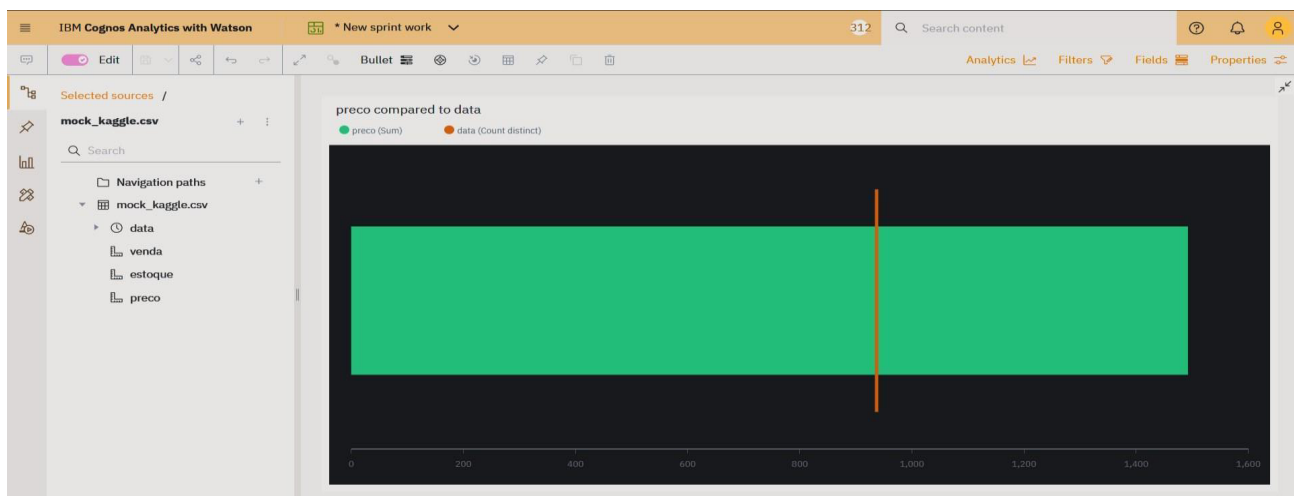 IBM Cognos Analytics with Watson
* New sprint work
312
Search content
Edit
Bullet
Analytics
Filters
Fields
Properties
Selected sources /
mock_kaggle.csv
Search
Navigation paths
mock_kaggle.csv
data
venda
estoque
preco
preco compared to data
preco (Sum) data (Count distinct)
0 200 400 600 800 1,000 1,200 1,400 1,600